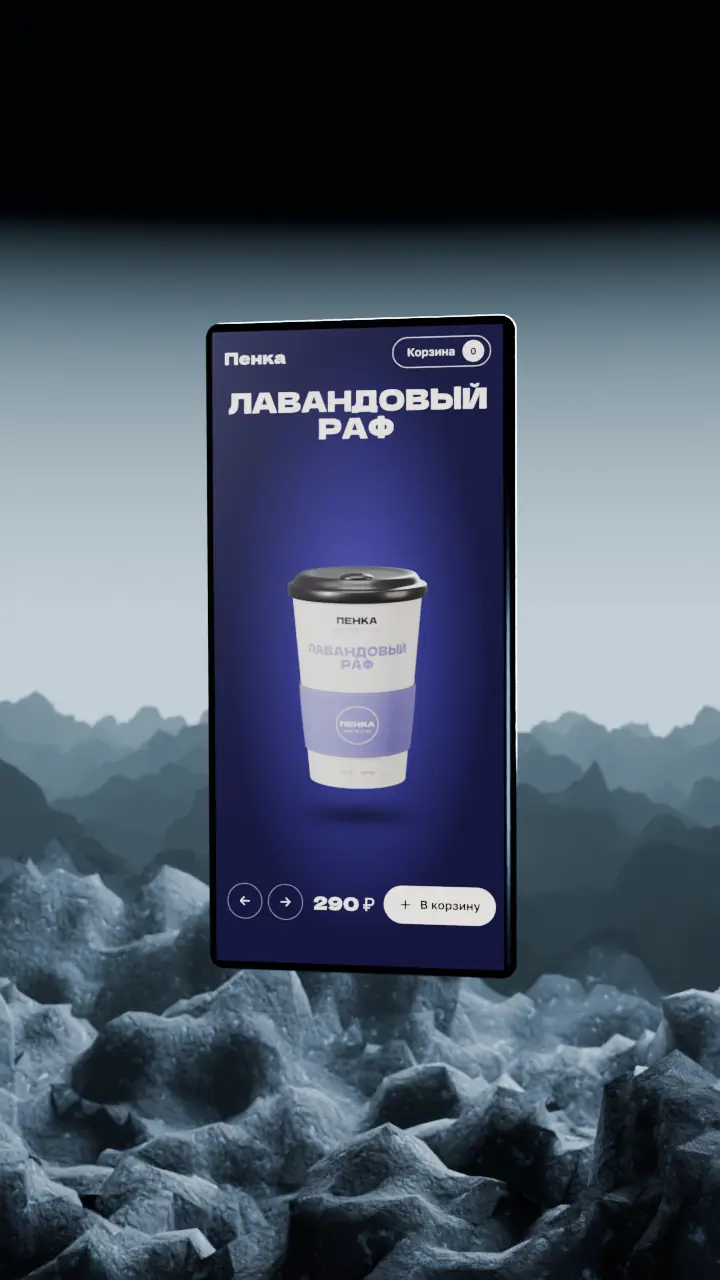 Пенка
Корзина 0
ЛАВАНДОВЫЙ
РАФ
ПЕНКА
ЛАВАНДОВЫЙ
РАФ
ПЕНКА
290 ₽
+ В корзину